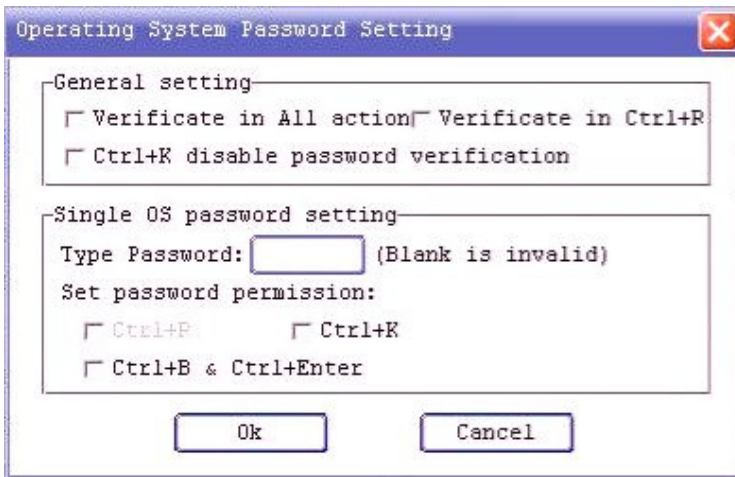 Operating System Password Setting
General setting
Verificate in All action Verificate in Ctrl+R
Ctrl+K disable password verification
Single OS password setting
Type Password: (Blank is invalid)
Set password permission:
Ctrl+R Ctrl+K
Ctrl+B & Ctrl+Enter
Ok Cancel